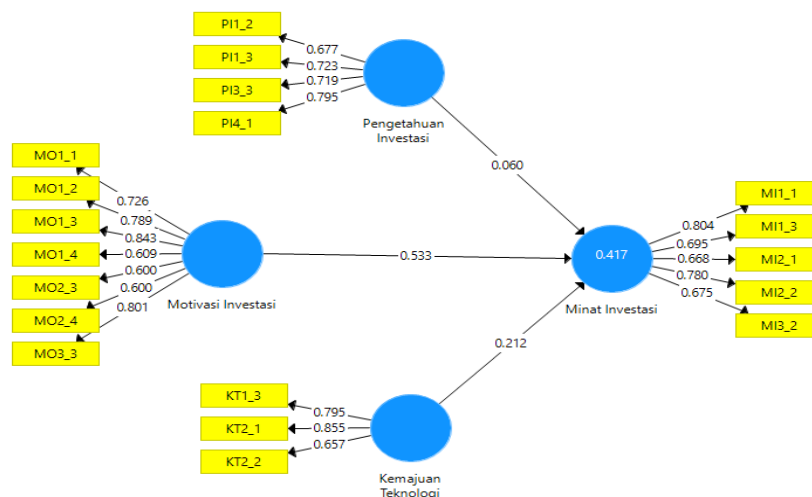 PI1_2
PI1_3
PI3_3
PI4_1
0.677
0.723
0.719
0.795
Pengetahuan
Investasi
0.060
MO1_1
MO1_2
MO1_3
MO1_4
MO2_3
MO2_4
MO3_3
0.726
0.789
0.843
0.609
0.600
0.600
0.801
Motivasi Investasi
0.533
0.417
Minat Investasi
0.804
0.695
0.668
0.780
0.675
MI1_1
MI1_3
MI2_1
MI2_2
MI3_2
0.212
KT1_3
KT2_1
KT2_2
0.795
0.855
0.657
Kemajuan
Teknologi